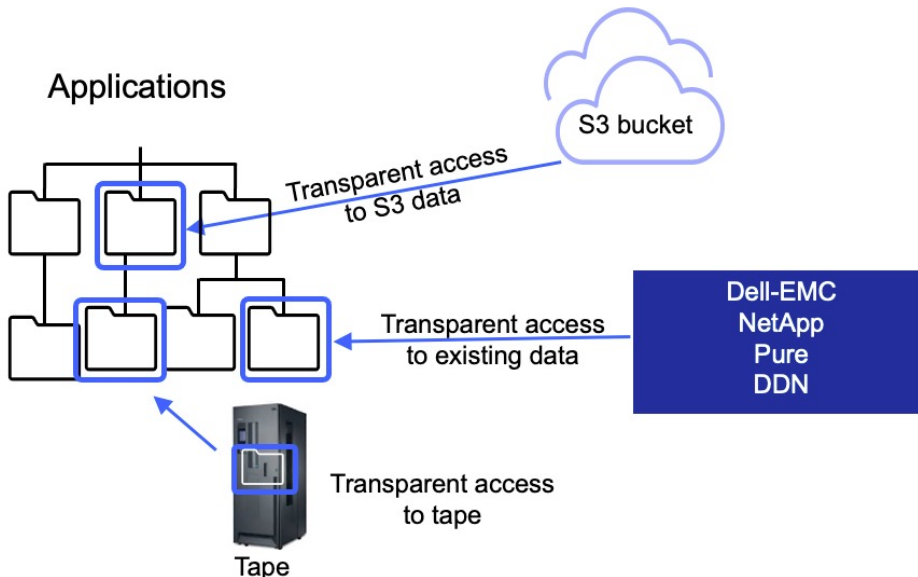 Applications
S3 bucket
Transparent access
to S3 data
Dell-EMC
NetApp
Pure
DDN
Transparent access
to existing data
Transparent access
to tape
Tape